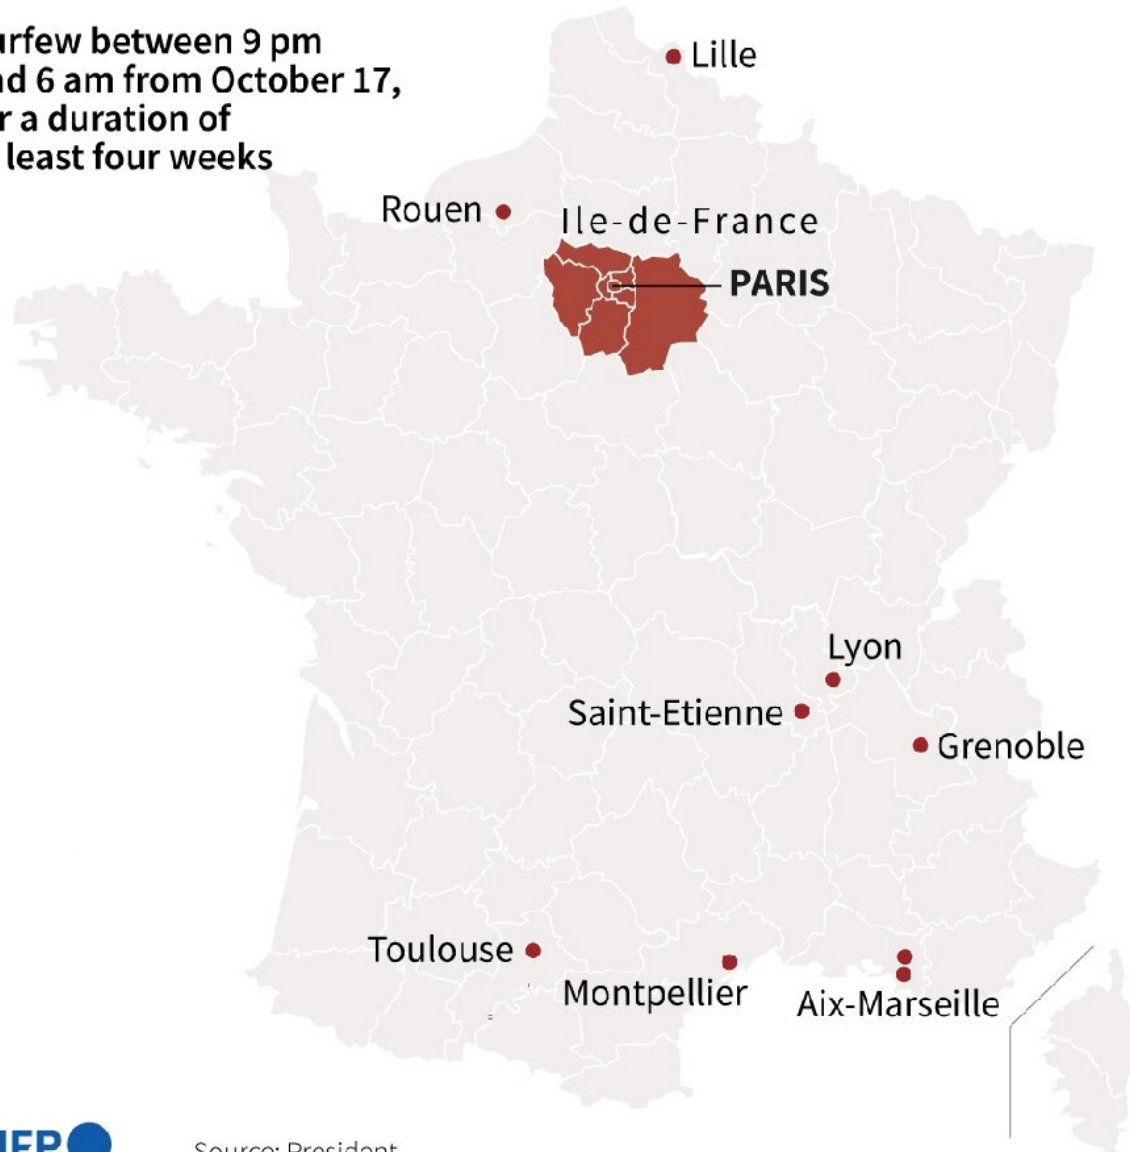 urfew between 9 pm
nd 6 am from October 17,
r a duration of
least four weeks
Lille
Rouen
Ile-de-France
PARIS
Lyon
Saint-Etienne
Grenoble
Toulouse
Montpellier
Aix-Marseille
Source: President